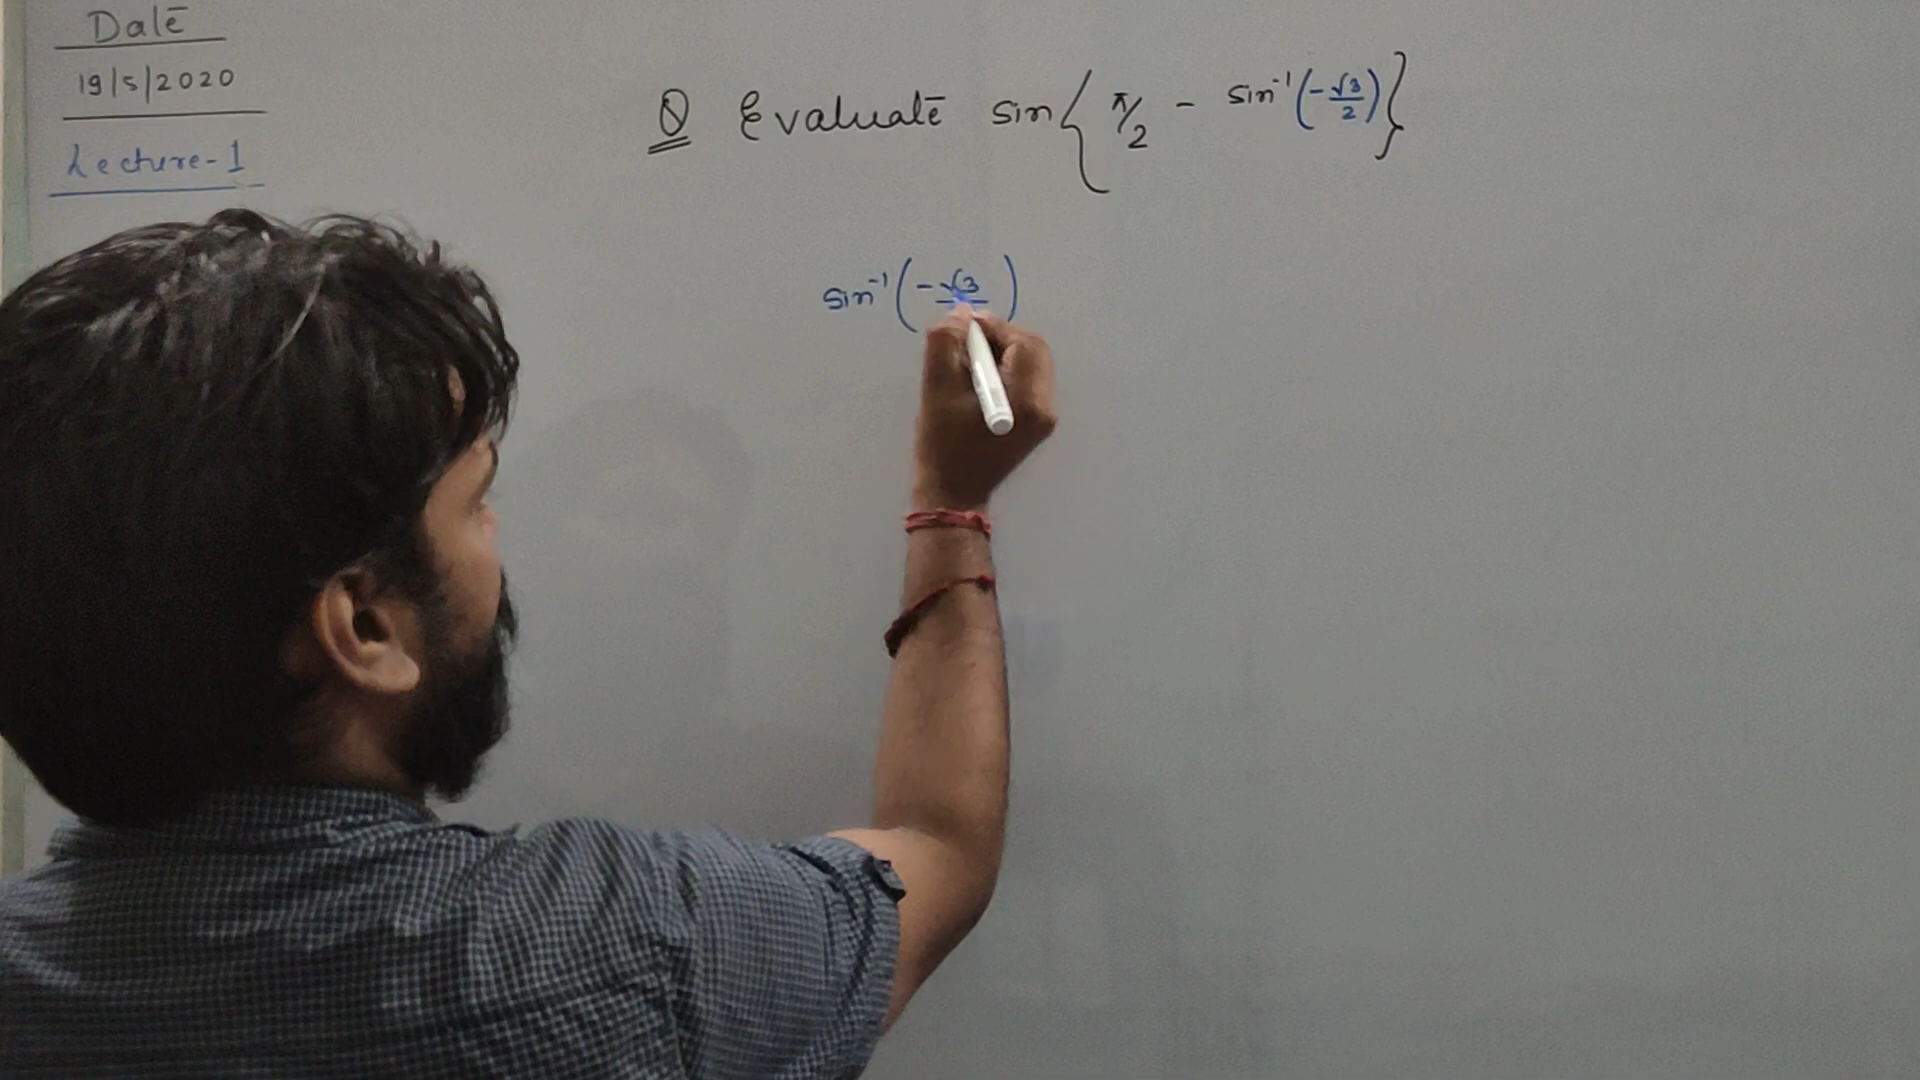 Date
19/5/2020
Lecture-1
Q Evaluate sin{π/2 - sin⁻¹(-√3/2)}
sin⁻¹(-√3)